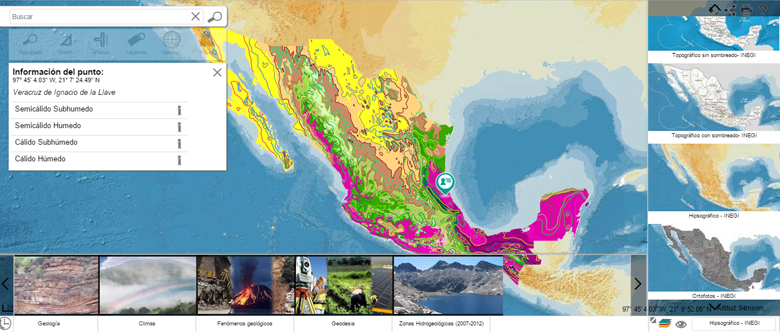 Buscar
Información del punto:
97° 45' 4.03" W, 21° 7' 24.49" N
Veracruz de Ignacio de la Llave
Semicálido Subhumedo
Semicálido Humedo
Cálido Subhúmedo
Cálido Húmedo
Topográfico sin sombreado- INEGI
Topográfico con sombreado- INEGI
Hipsográfico - INEGI
Ortofotos - INEGI
Geología
Climas
Fenómenos geológicos
Geodesia
Zonas Hidrogeológicas (2007-2012)
Hipsográfico - INEGI